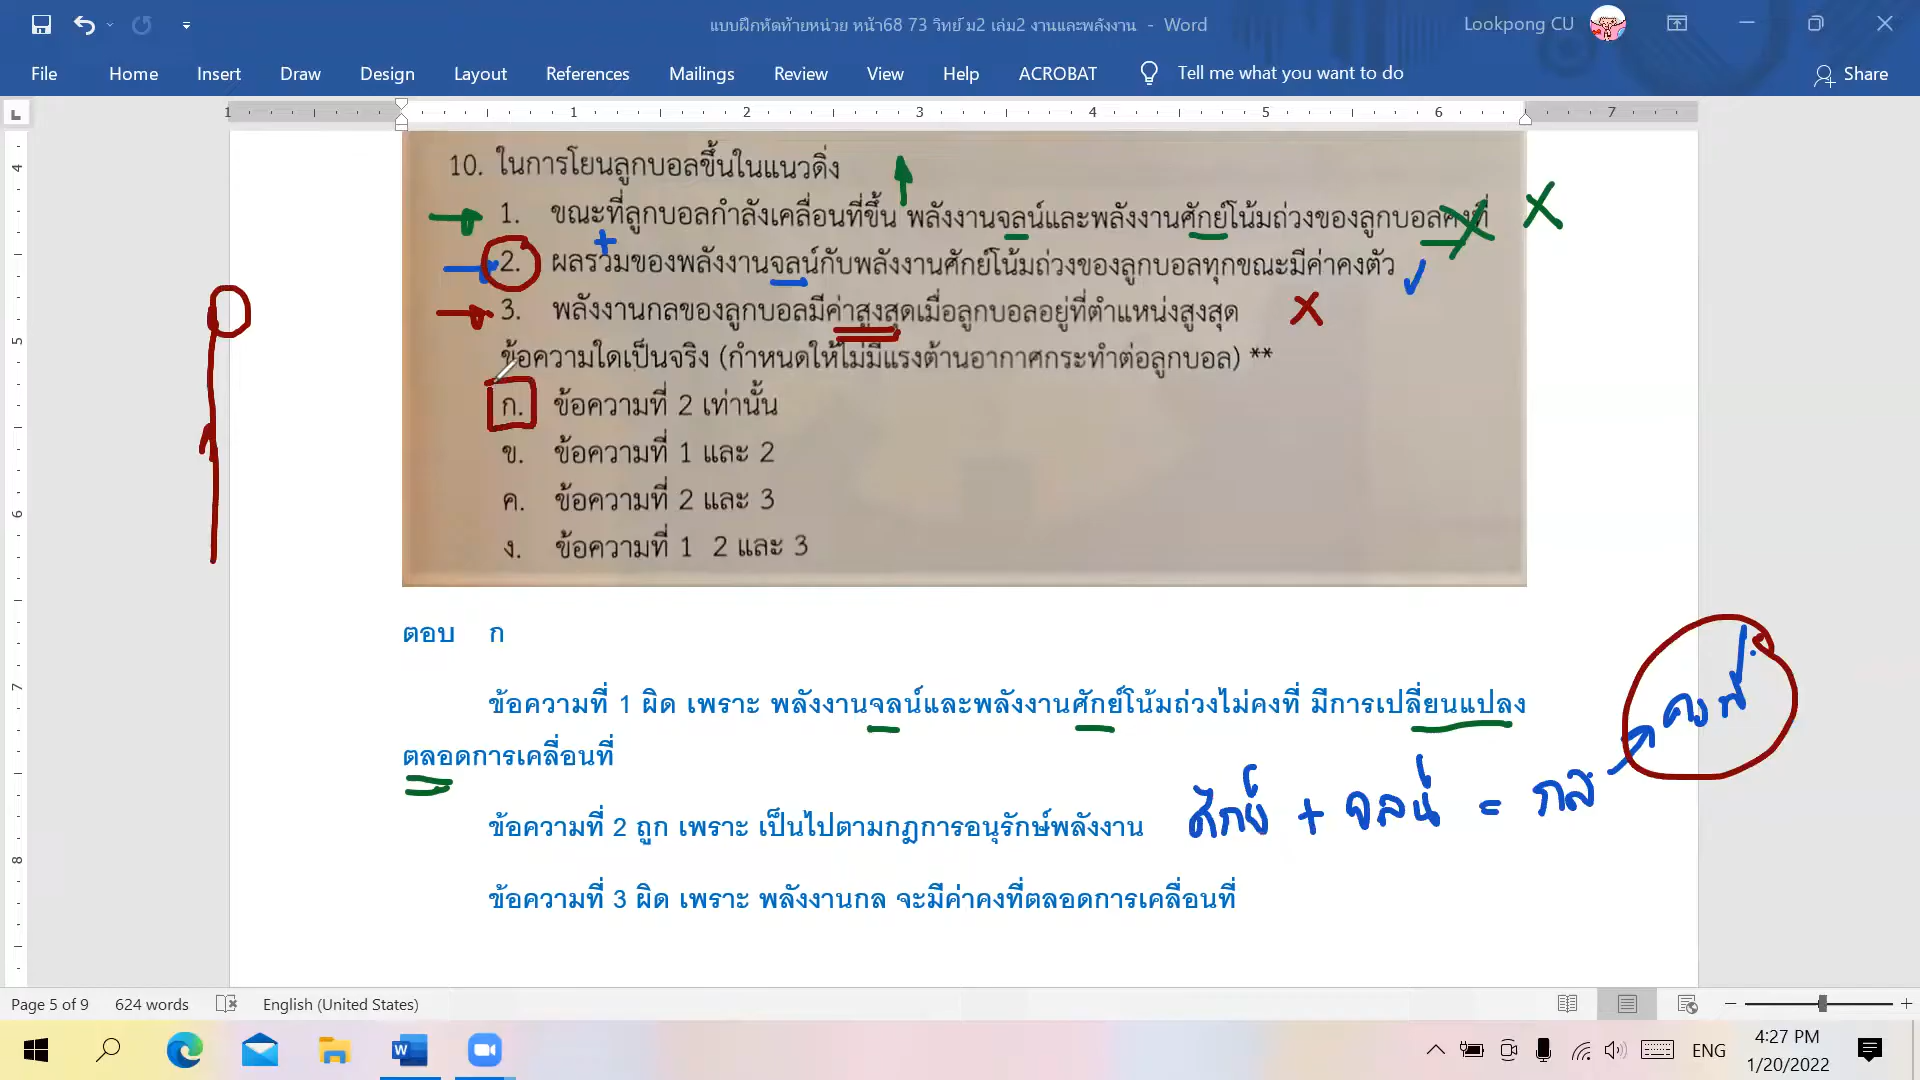 แบบฝึกหัดท้ายหน่วย หน้า68 73 วิทย์ ม2 เล่ม2 งานและพลังงาน - Word
Lookpong CU
File Home Insert Draw Design Layout References Mailings Review View Help ACROBAT Tell me what you want to do Share
1 1 2 3 4 5 6 7
4
5
6
7
8
10. ในการโยนลูกบอลขึ้นในแนวดิ่ง
1. ขณะที่ลูกบอลกำลังเคลื่อนที่ขึ้น พลังงานจลน์และพลังงานศักย์โน้มถ่วงของลูกบอลคงที่
2. ผลรวมของพลังงานจลน์กับพลังงานศักย์โน้มถ่วงของลูกบอลทุกขณะมีค่าคงตัว
3. พลังงานกลของลูกบอลมีค่าสูงสุดเมื่อลูกบอลอยู่ที่ตำแหน่งสูงสุด
ข้อความใดเป็นจริง (กำหนดให้ไม่มีแรงต้านอากาศกระทำต่อลูกบอล) **
ก. ข้อความที่ 2 เท่านั้น
ข. ข้อความที่ 1 และ 2
ค. ข้อความที่ 2 และ 3
ง. ข้อความที่ 1 2 และ 3
ตอบ ก
ข้อความที่ 1 ผิด เพราะ พลังงานจลน์และพลังงานศักย์โน้มถ่วงไม่คงที่ มีการเปลี่ยนแปลง
ตลอดการเคลื่อนที่
คงที่
ศักย์ + จลน์ = กล
ข้อความที่ 2 ถูก เพราะ เป็นไปตามกฎการอนุรักษ์พลังงาน
ข้อความที่ 3 ผิด เพราะ พลังงานกล จะมีค่าคงที่ตลอดการเคลื่อนที่
Page 5 of 9 624 words English (United States)
ENG
4:27 PM
1/20/2022